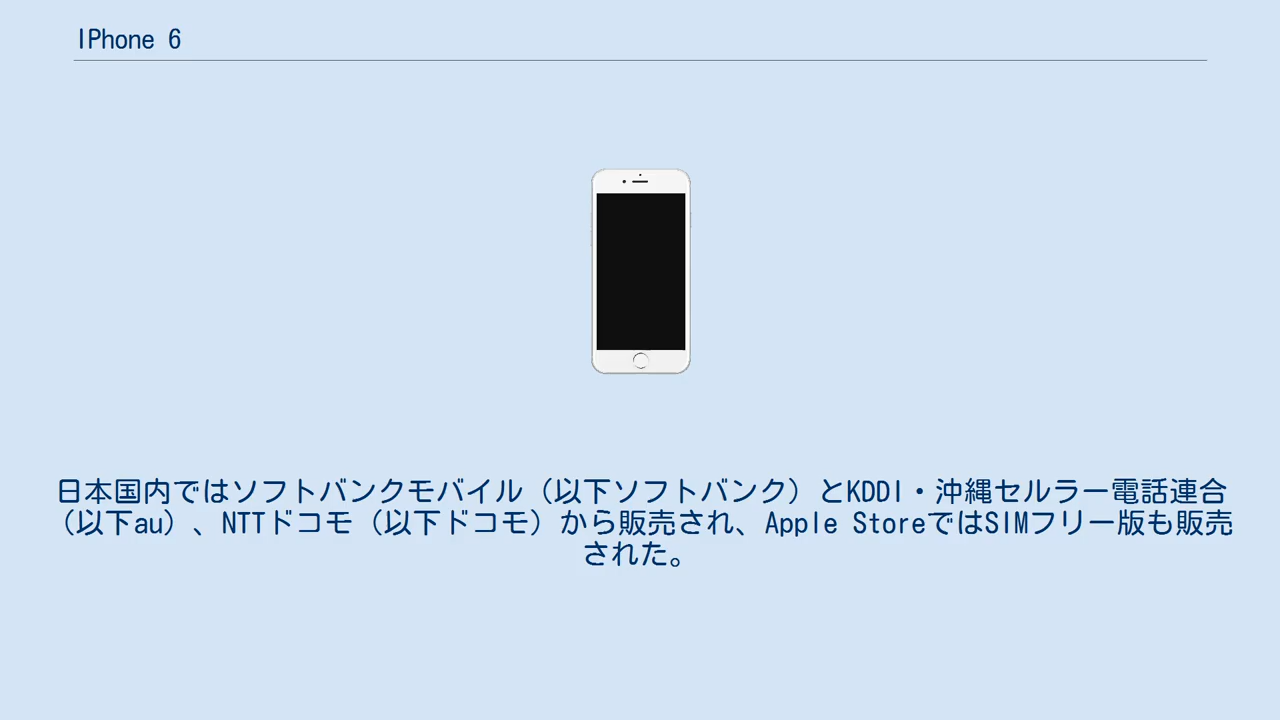 IPhone 6
日本国内ではソフトバンクモバイル（以下ソフトバンク）とKDDI・沖縄セルラー電話連合
（以下au）、NTTドコモ（以下ドコモ）から販売され、Apple StoreではSIMフリー版も販売
された。